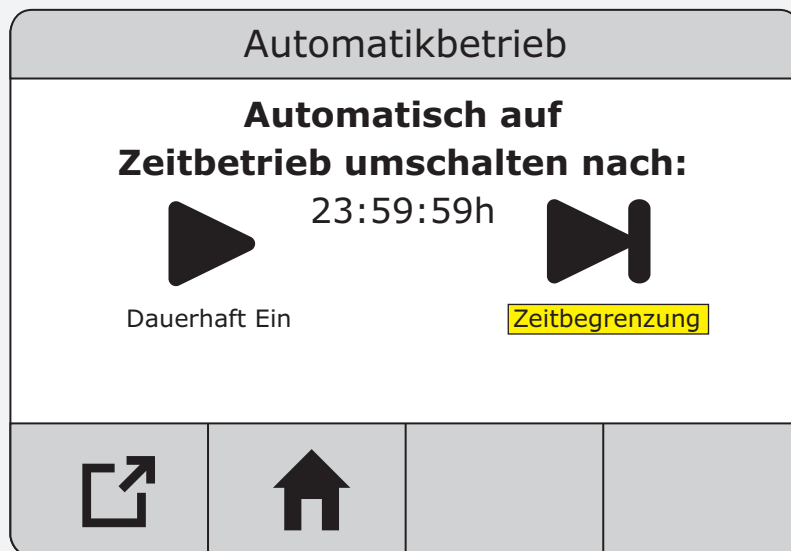 Automatikbetrieb
Automatisch auf
Zeitbetrieb umschalten nach:
23:59:59h
Dauerhaft Ein
Zeitbegrenzung